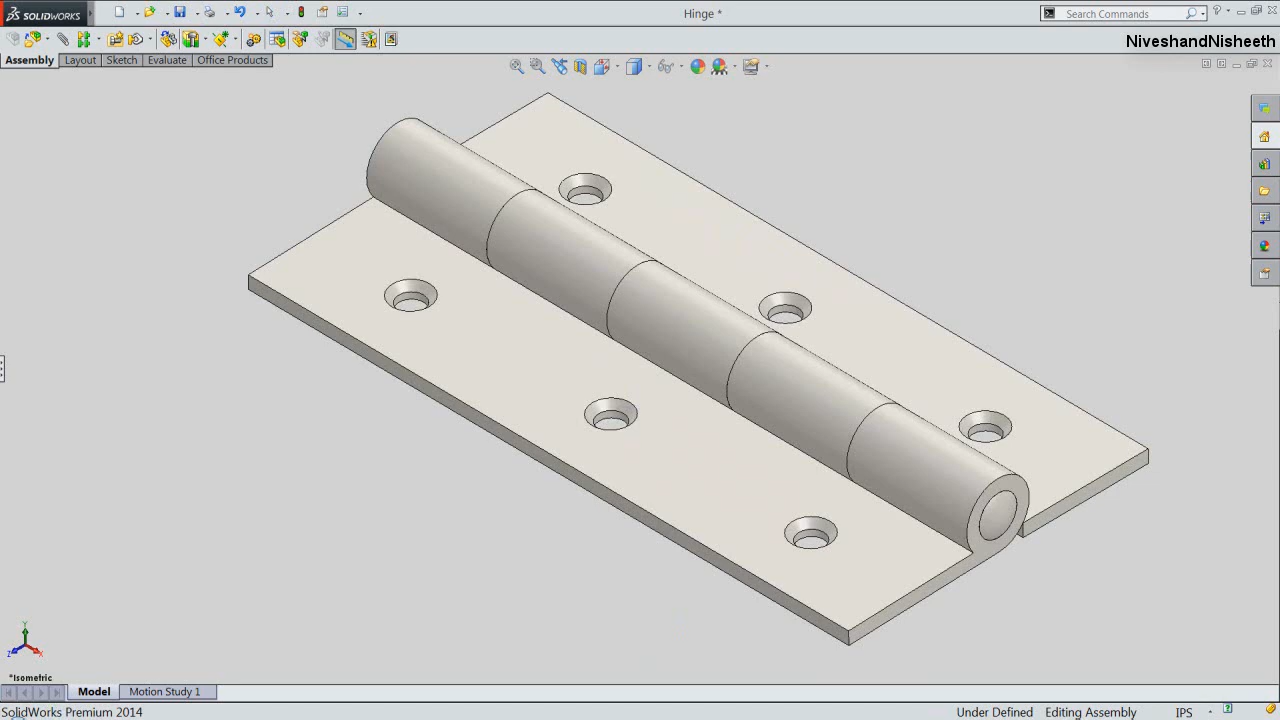 SOLIDWORKS
Hinge *
Search Commands
NiveshandNisheeth
Assembly
Layout
Sketch
Evaluate
Office Products
Y
Z
X
*Isometric
Model
Motion Study 1
SolidWorks Premium 2014
Under Defined
Editing Assembly
IPS